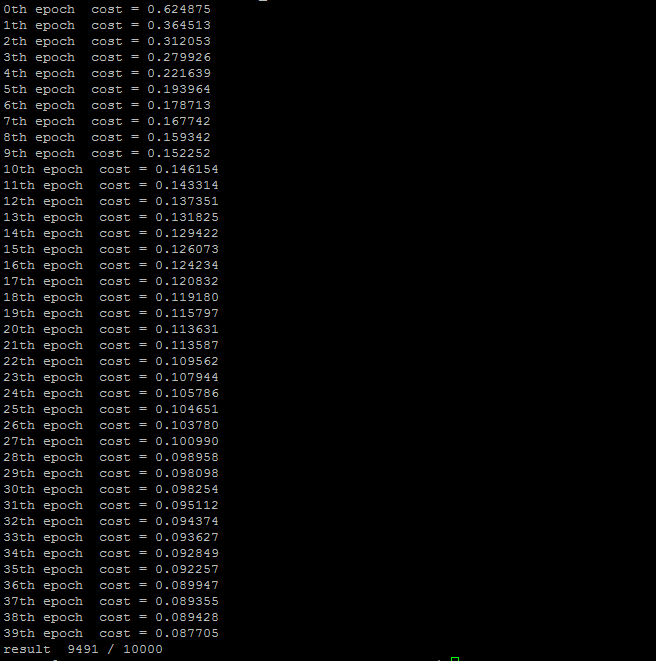 0th epoch  cost = 0.624875
1th epoch  cost = 0.364513
2th epoch  cost = 0.312053
3th epoch  cost = 0.279926
4th epoch  cost = 0.221639
5th epoch  cost = 0.193964
6th epoch  cost = 0.178713
7th epoch  cost = 0.167742
8th epoch  cost = 0.159342
9th epoch  cost = 0.152252
10th epoch  cost = 0.146154
11th epoch  cost = 0.143314
12th epoch  cost = 0.137351
13th epoch  cost = 0.131825
14th epoch  cost = 0.129422
15th epoch  cost = 0.126073
16th epoch  cost = 0.124234
17th epoch  cost = 0.120832
18th epoch  cost = 0.119180
19th epoch  cost = 0.115797
20th epoch  cost = 0.113631
21th epoch  cost = 0.113587
22th epoch  cost = 0.109562
23th epoch  cost = 0.107944
24th epoch  cost = 0.105786
25th epoch  cost = 0.104651
26th epoch  cost = 0.103780
27th epoch  cost = 0.100990
28th epoch  cost = 0.098958
29th epoch  cost = 0.098098
30th epoch  cost = 0.098254
31th epoch  cost = 0.095112
32th epoch  cost = 0.094374
33th epoch  cost = 0.093627
34th epoch  cost = 0.092849
35th epoch  cost = 0.092257
36th epoch  cost = 0.089947
37th epoch  cost = 0.089355
38th epoch  cost = 0.089428
39th epoch  cost = 0.087705
result  9491 / 10000